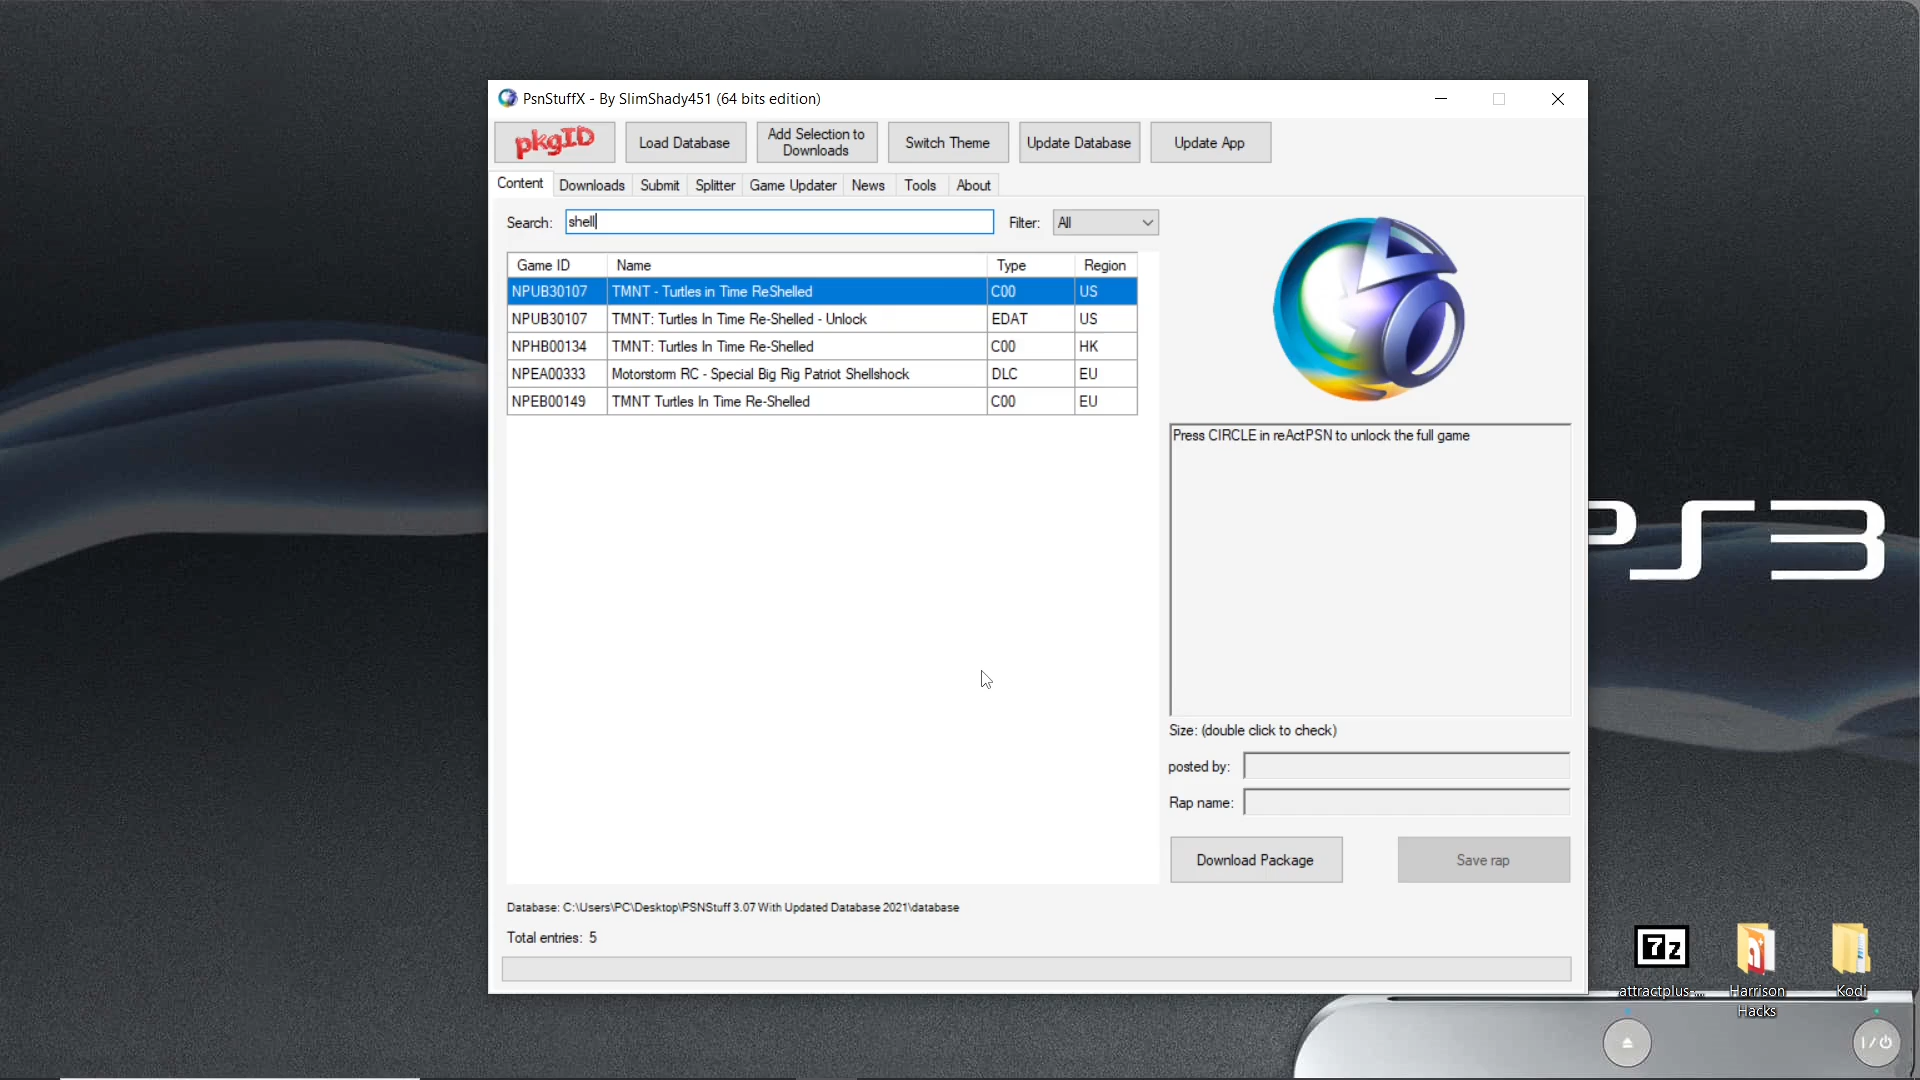 PsnStuffX - By SlimShady451 (64 bits edition)
pkgID
Load Database
Add Selection to
Downloads
Switch Theme
Update Database
Update App
Content
Downloads
Submit
Splitter
Game Updater
News
Tools
About
Search:
shell
Filter:
All
Game ID Name Type Region
NPUB30107 TMNT - Turtles in Time ReShelled C00 US
NPUB30107 TMNT: Turtles In Time Re-Shelled - Unlock EDAT US
NPHB00134 TMNT: Turtles In Time Re-Shelled C00 HK
NPEA00333 Motorstorm RC - Special Big Rig Patriot Shellshock DLC EU
NPEB00149 TMNT Turtles In Time Re-Shelled C00 EU
Press CIRCLE in reActPSN to unlock the full game
Size: (double click to check)
posted by:
Rap name:
Download Package
Save rap
Database: C:\Users\PC\Desktop\PSNStuff 3.07 With Updated Database 2021\database
Total entries: 5
PS3
7z
attractplus-...
Harrison
Hacks
Kodi